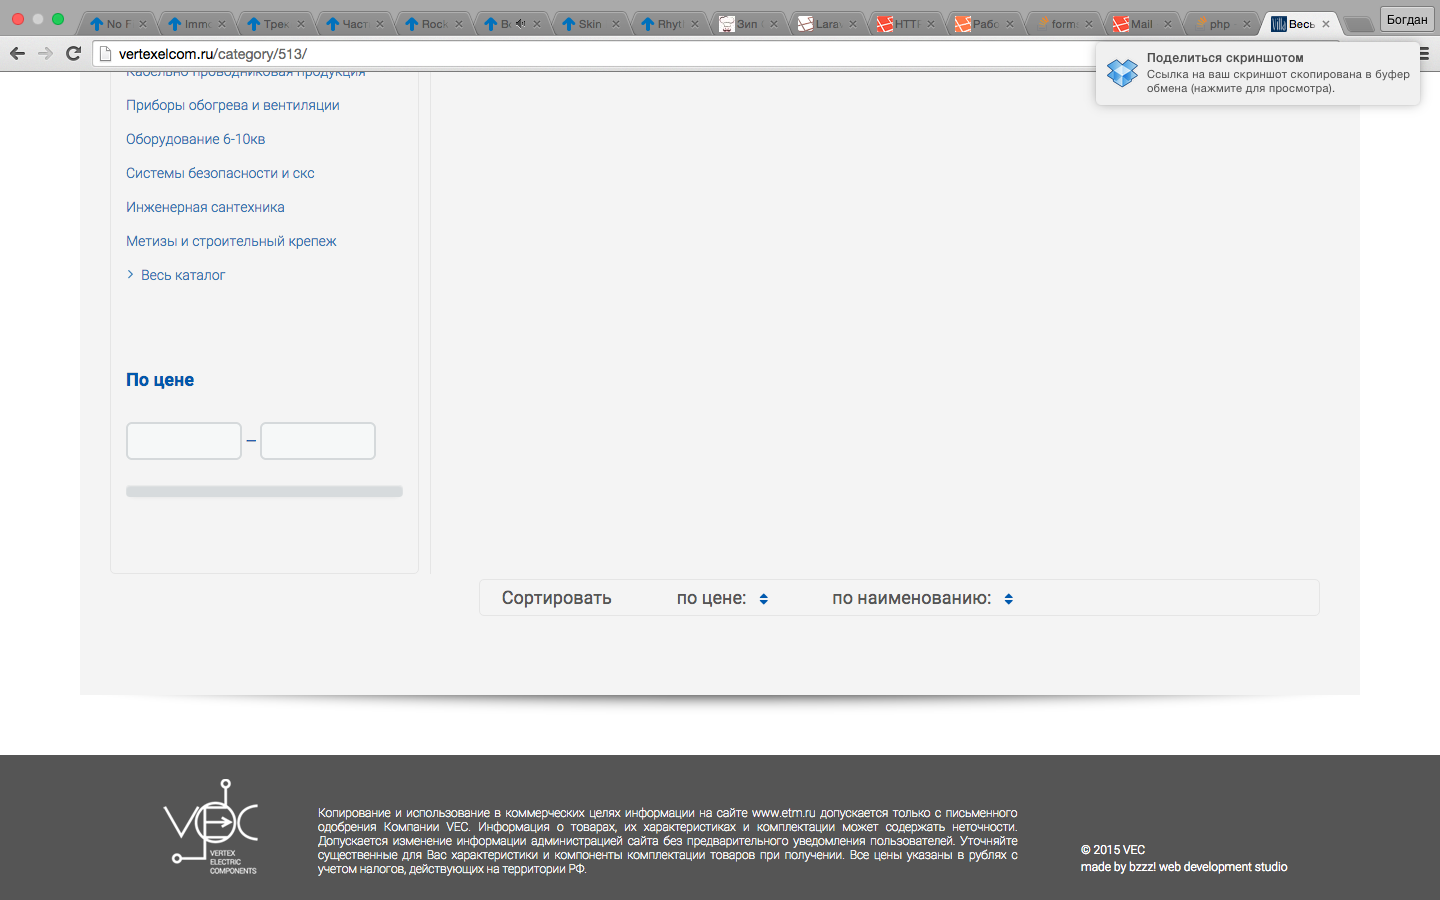 No F
Immo
Трек
Част
Rock
Skin
Rhyt
Зип
Larav
HTTP
Рабо
form
Mail
php
Весь
Богдан
vertexelcom.ru/category/513/
Поделиться скриншотом
Ссылка на ваш скриншот скопирована в буфер
обмена (нажмите для просмотра).
Кабельно проводниковая продукция
Приборы обогрева и вентиляции
Оборудование 6-10кв
Системы безопасности и скс
Инженерная сантехника
Метизы и строительный крепеж
Весь каталог
По цене
–
Сортировать по цене: по наименованию:
VEC
VERTEX
ELECTRIC
COMPONENTS
Копирование и использование в коммерческих целях информации на сайте www.etm.ru допускается только с письменного
одобрения Компании VEC. Информация о товарах, их характеристиках и комплектации может содержать неточности.
Допускается изменение информации администрацией сайта без предварительного уведомления пользователей. Уточняйте
существенные для Вас характеристики и компоненты комплектации товаров при получении. Все цены указаны в рублях с
учетом налогов, действующих на территории РФ.
© 2015 VEC
made by bzzz! web development studio